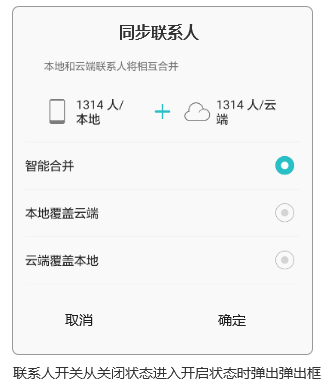 同步联系人
本地和云端联系人将相互合并
1314 人/
本地
+
1314 人/云
端
智能合并
本地覆盖云端
云端覆盖本地
取消
确定
联系人开关从关闭状态进入开启状态时弹出弹出框